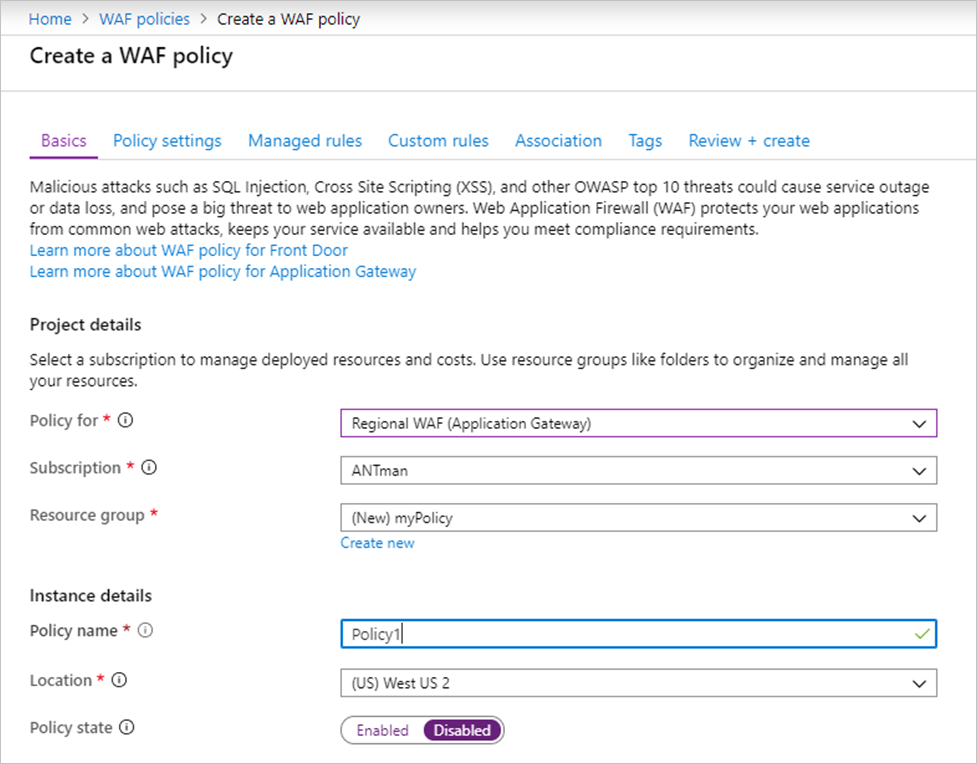 Home > WAF policies > Create a WAF policy
Create a WAF policy
Basics Policy settings Managed rules Custom rules Association Tags Review + create
Malicious attacks such as SQL Injection, Cross Site Scripting (XSS), and other OWASP top 10 threats could cause service outage
or data loss, and pose a big threat to web application owners. Web Application Firewall (WAF) protects your web applications
from common web attacks, keeps your service available and helps you meet compliance requirements.
Learn more about WAF policy for Front Door
Learn more about WAF policy for Application Gateway
Project details
Select a subscription to manage deployed resources and costs. Use resource groups like folders to organize and manage all
your resources.
Policy for * Regional WAF (Application Gateway)
Subscription * ANTman
Resource group * (New) myPolicy
Create new
Instance details
Policy name * Policy1
Location * (US) West US 2
Policy state Enabled Disabled